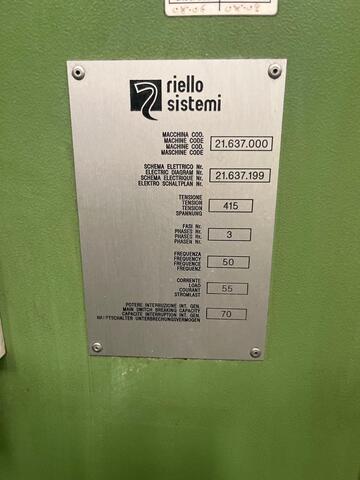 riello
sistemi
MACCHINA COD.
MACHINE CODE
MACHINE COD.
MASCHINE CODE
21.637.000
SCHEMA ELETTRICO Nr.
ELECTRIC DIAGRAM Nr.
SCHEMA ELECTRIQUE Nr.
ELEKTRO SCHALTPLAN Nr.
21.637.199
TENSIONE
TENSION
TENSION
SPANNUNG
415
FASI Nr.
PHASES Nr.
PHASES Nr.
PHASEN Nr.
3
FREQUENZA
FREQUENCY
FREQUENCE
FREQUENZ
50
CORRENTE
LOAD
COURANT
STROMLAST
55
POTERE INTERRUZIONE INT. GEN.
MAIN SWITCH BREAKING CAPACITY
CAPACITE INTERRUPTION INT. GEN.
HAUPTSCHALTER UNTERBRECHUNGSVERMOGEN
70